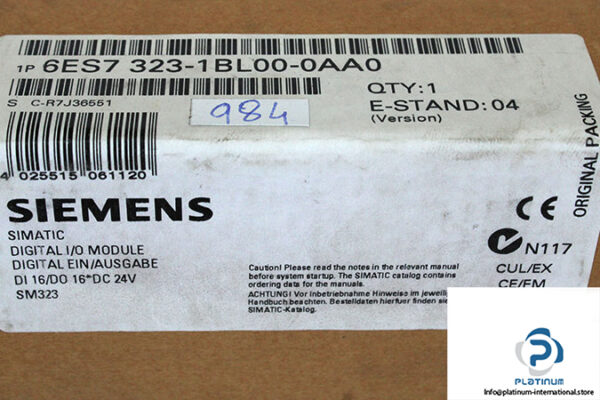 1P 6ES7 323-1BL00-0AA0
QTY:1
S C-R7J36551
984
E-STAND:04
(Version)
4 025515 061120
ORIGINAL PACKING
SIEMENS
SIMATIC
DIGITAL I/O MODULE
DIGITAL EIN/AUSGABE
DI 16/DO 16*DC 24V
SM323
CE
N117
CUL/EX
CE/FM
Caution! Please read the notes in the relevant manual
before system startup. The SIMATIC catalog contains
ordering data for the manuals.
ACHTUNG! Vor Inbetriebnahme Hinweise im jeweilig
Handbuch beachten. Bestelldaten hierfuer finden sie
SIMATIC-Katalog.
PLATINUM
Info@platinum-international.store